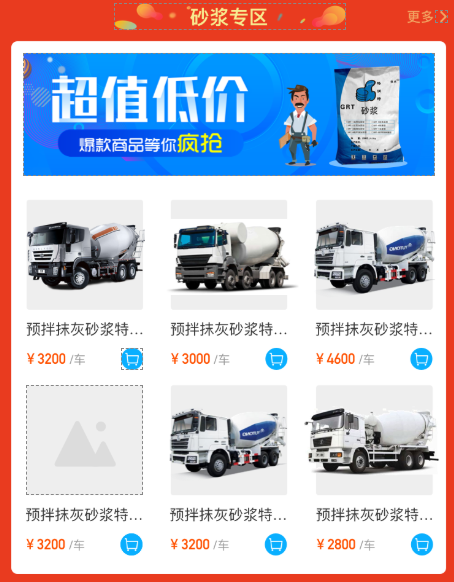 砂浆专区
更多
超值低价
爆款商品等你疯抢
GRT
砂浆
预拌抹灰砂浆特...
预拌抹灰砂浆特...
预拌抹灰砂浆特...
¥3200 /车
¥3000 /车
¥4600 /车
预拌抹灰砂浆特...
预拌抹灰砂浆特...
预拌抹灰砂浆特...
¥3200 /车
¥3200 /车
¥2800 /车